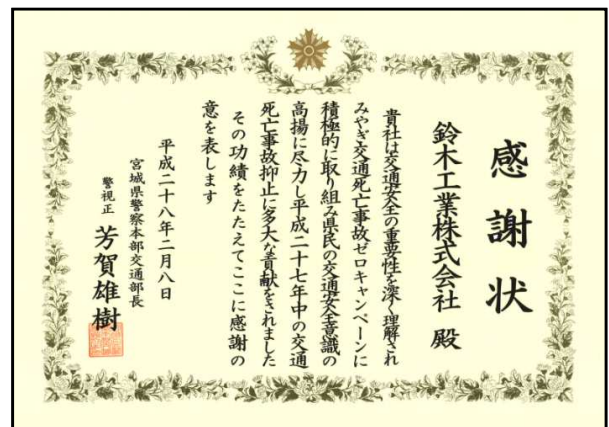 感謝状
鈴木工業株式会社 殿
貴社は交通安全の重要性を深く理解され
みやぎ交通死亡事故ゼロキャンペーンに
積極的に取り組み県民の交通安全意識の
高揚に尽力し平成二十七年中の交通
死亡事故抑止に多大な貢献をされました
その功績をたたえてここに感謝の
意を表します
平成二十八年二月八日
宮城県警察本部交通部長
警視正 芳賀雄樹